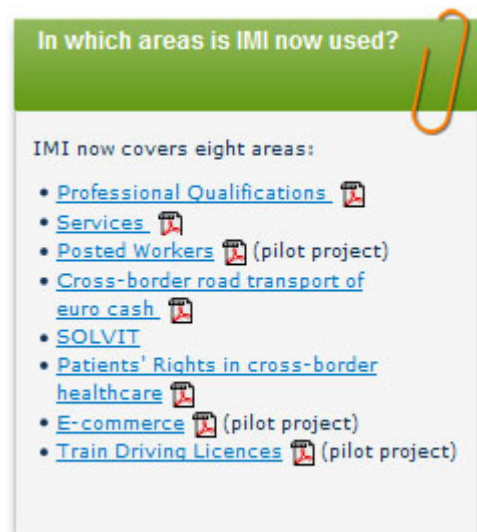 In which areas is IMI now used?
IMI now covers eight areas:
• Professional Qualifications
• Services
• Posted Workers (pilot project)
• Cross-border road transport of
euro cash
• SOLVIT
• Patients' Rights in cross-border
healthcare
• E-commerce (pilot project)
• Train Driving Licences (pilot project)